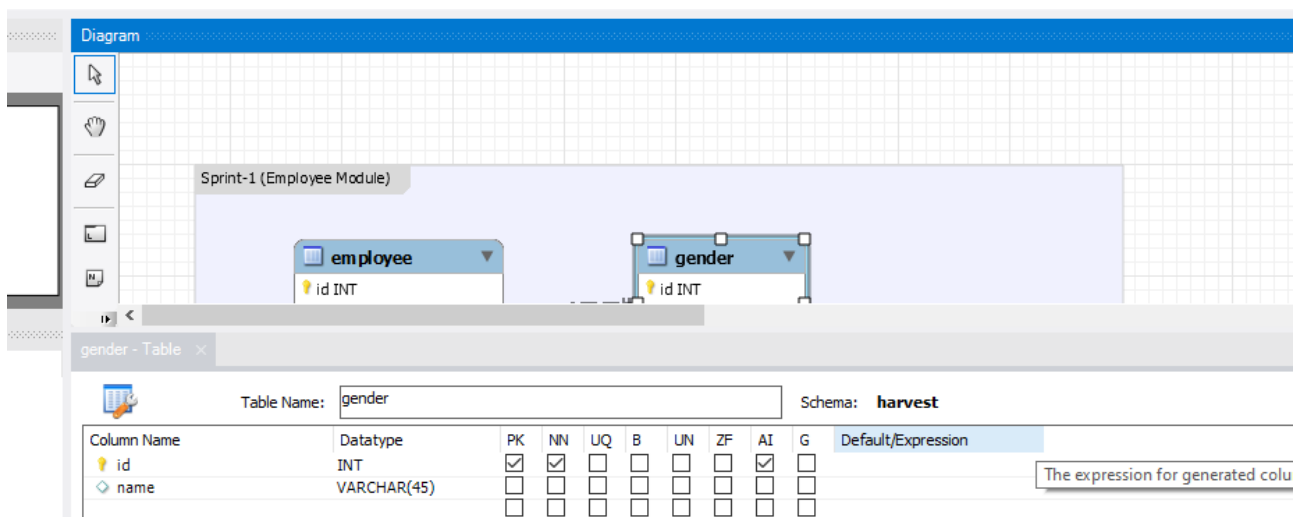 Diagram
Sprint-1 (Employee Module)
employee
gender
id INT
id INT
gender - Table ×
Table Name: gender Schema: harvest
Column Name Datatype PK NN UQ B UN ZF AI G Default/Expression
id INT
name VARCHAR(45)
The expression for generated colu